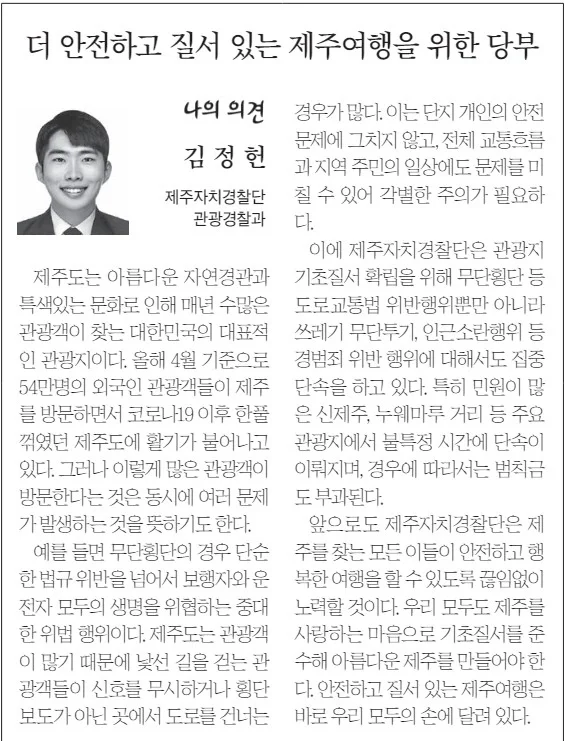 더 안전하고 질서 있는 제주여행을 위한 당부
나의 의견
김정헌
제주자치경찰단
관광경찰과
제주도는 아름다운 자연경관과
특색있는 문화로 인해 매년 수많은
관광객이 찾는 대한민국의 대표적
인 관광지이다. 올해 4월 기준으로
54만명의 외국인 관광객들이 제주
를 방문하면서 코로나19 이후 한풀
꺾였던 제주도에 활기가 불어나고
있다. 그러나 이렇게 많은 관광객이
방문한다는 것은 동시에 여러 문제
가 발생하는 것을 뜻하기도 한다.
예를 들면 무단횡단의 경우 단순
한 법규 위반을 넘어서 보행자와 운
전자 모두의 생명을 위협하는 중대
한 위법 행위이다. 제주도는 관광객
이 많기 때문에 낯선 길을 걷는 관
광객들이 신호를 무시하거나 횡단
보도가 아닌 곳에서 도로를 건너는
경우가 많다. 이는 단지 개인의 안전
문제에 그치지 않고, 전체 교통흐름
과 지역 주민의 일상에도 문제를 미
칠 수 있어 각별한 주의가 필요하
다.
이에 제주자치경찰단은 관광지
기초질서 확립을 위해 무단횡단 등
도로교통법 위반행위뿐만 아니라
쓰레기 무단투기, 인근소란행위 등
경범죄 위반 행위에 대해서도 집중
단속을 하고 있다. 특히 민원이 많
은 신제주, 누웨마루 거리 등 주요
관광지에서 불특정 시간에 단속이
이뤄지며, 경우에 따라서는 범칙금
도 부과된다.
앞으로도 제주자치경찰단은 제
주를 찾는 모든 이들이 안전하고 행
복한 여행을 할 수 있도록 끊임없이
노력할 것이다. 우리 모두도 제주를
사랑하는 마음으로 기초질서를 준
수해 아름다운 제주를 만들어야 한
다. 안전하고 질서 있는 제주여행은
바로 우리 모두의 손에 달려 있다.